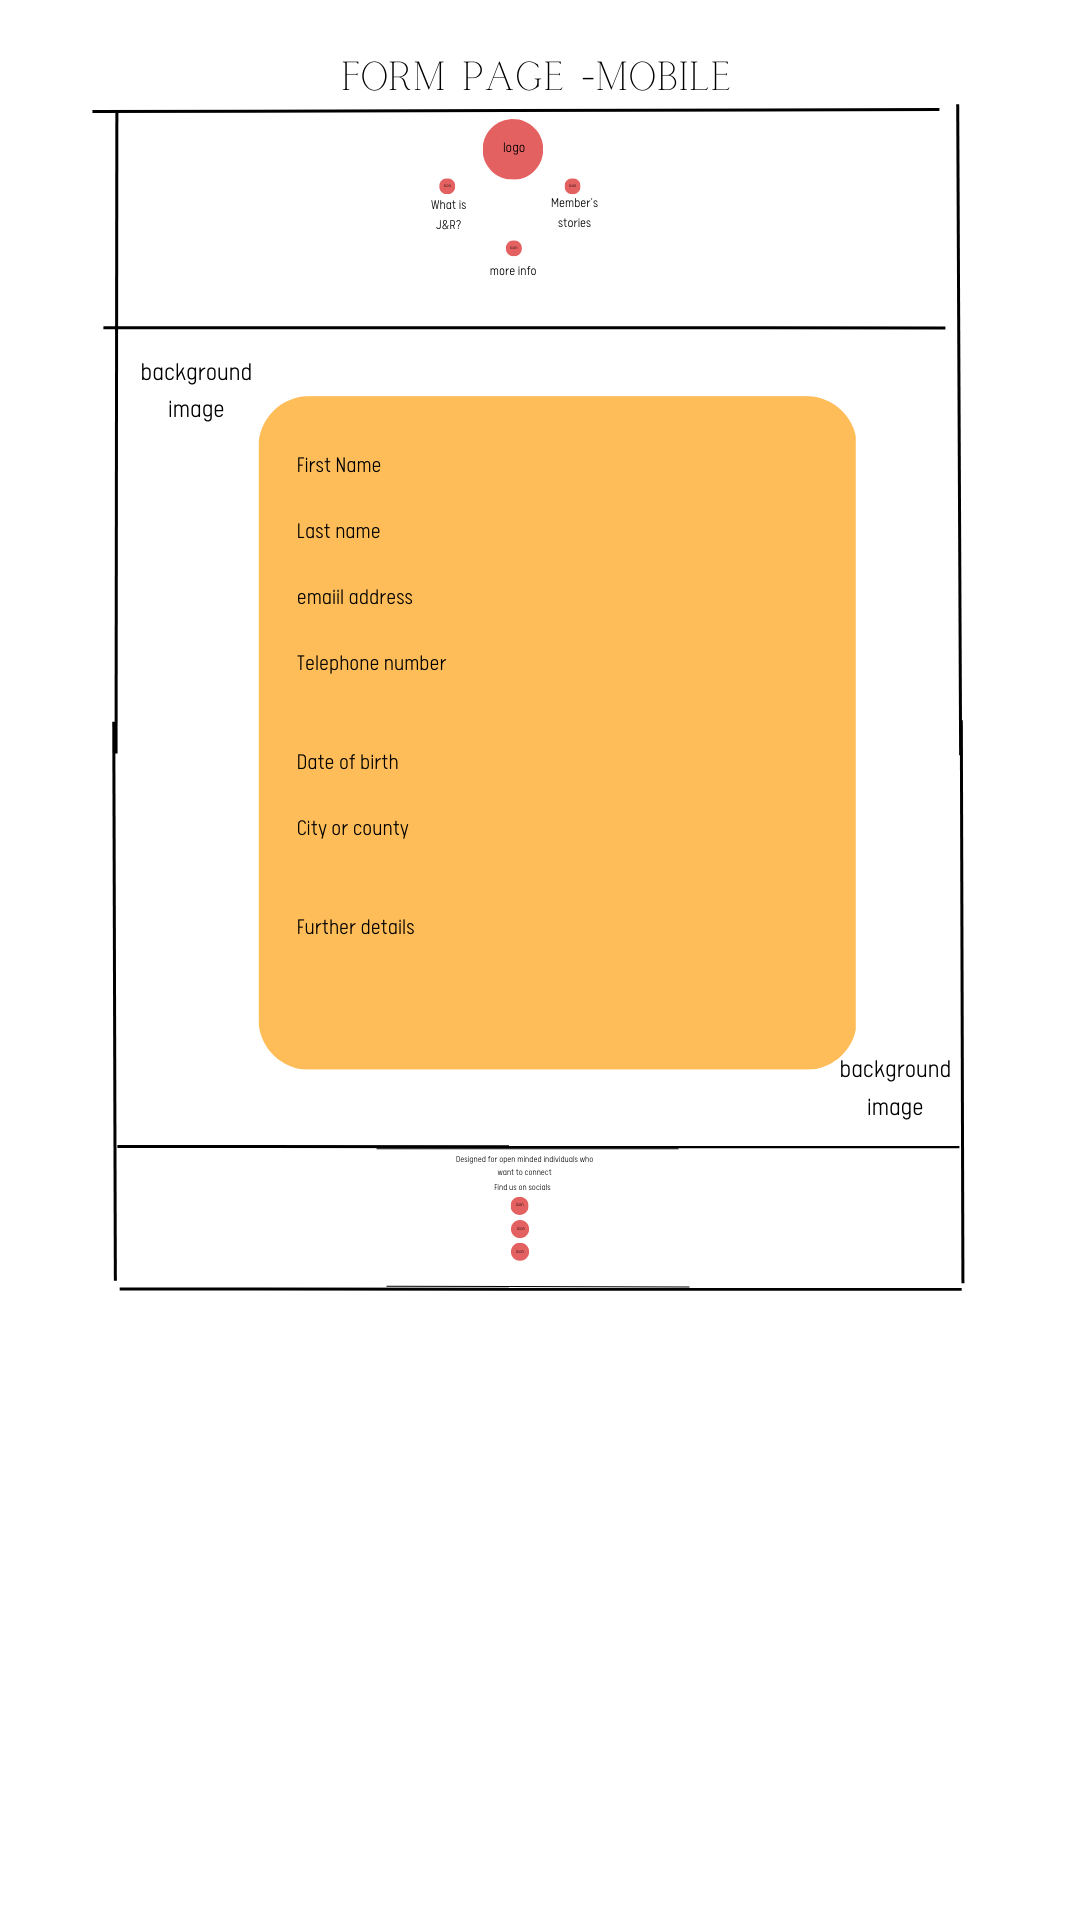 FORM PAGE -MOBILE
logo
What is
J&R?
Member's
stories
more info
background
image
First Name
Last name
emaiil address
Telephone number
Date of birth
City or county
Further details
background
image
Designed for open minded individuals who
want to connect
Find us on socials